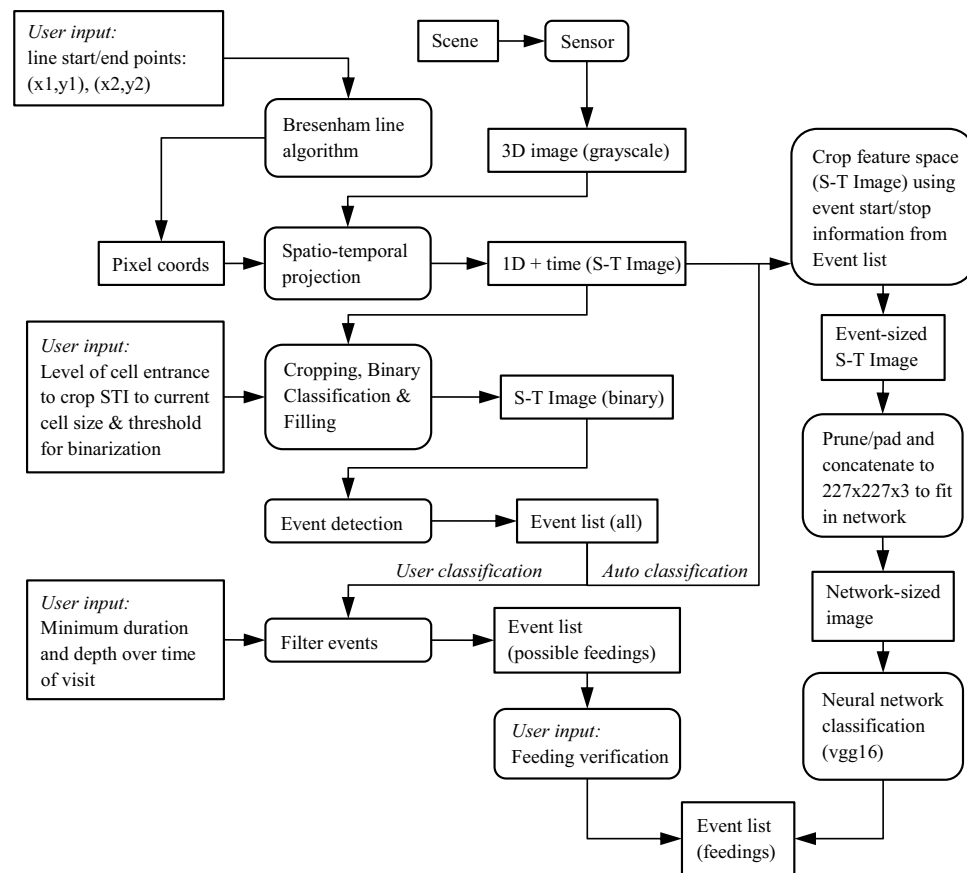 User input:
line start/end points:
(x1,y1), (x2,y2)
Scene
Sensor
Bresenham line
algorithm
3D image (grayscale)
Crop feature space
(S-T Image) using
event start/stop
information from
Event list
Pixel coords
Spatio-temporal
projection
1D + time (S-T Image)
User input:
Level of cell entrance
to crop STI to current
cell size & threshold
for binarization
Cropping, Binary
Classification &
Filling
S-T Image (binary)
Event-sized
S-T Image
Prune/pad and
concatenate to
227x227x3 to fit
in network
Event detection
Event list (all)
User classification
Auto classification
User input:
Minimum duration
and depth over time
of visit
Filter events
Event list
(possible feedings)
Network-sized
image
User input:
Feeding verification
Neural network
classification
(vgg16)
Event list
(feedings)